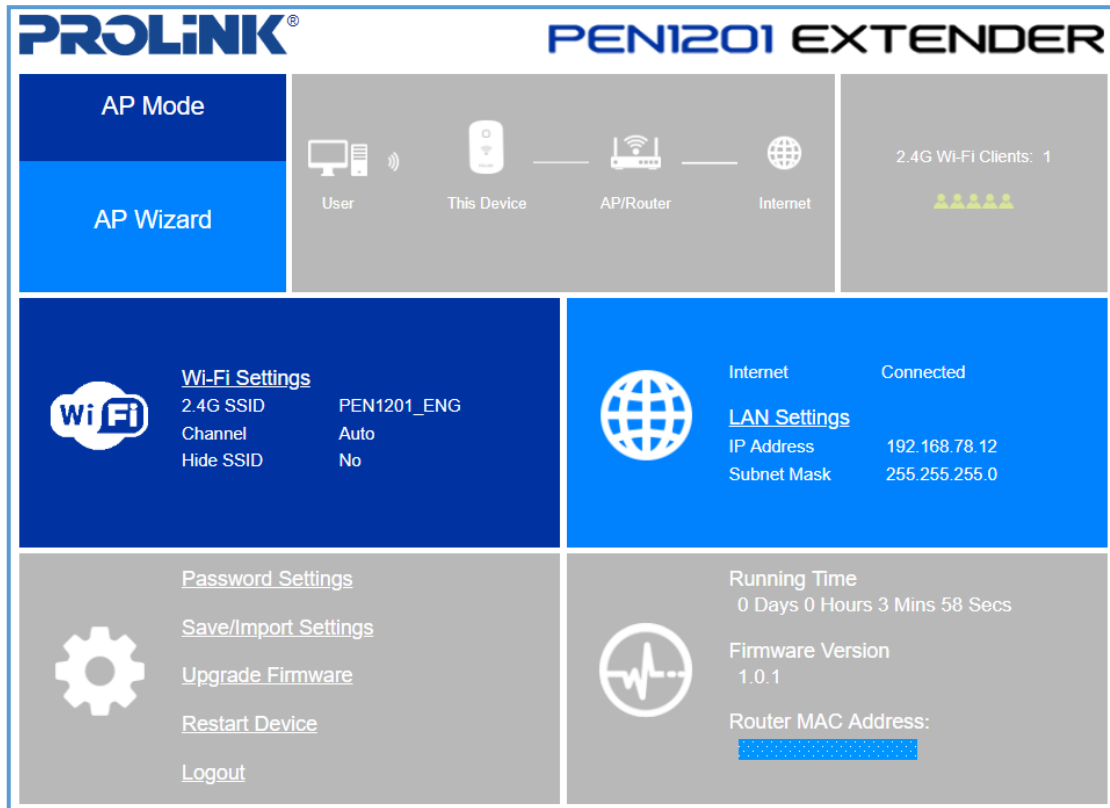 PROLiNK®
PEN1201 EXTENDER
AP Mode
AP Wizard
User
This Device
AP/Router
Internet
2.4G Wi-Fi Clients: 1
Wi Fi
Wi-Fi Settings
2.4G SSID PEN1201_ENG
Channel Auto
Hide SSID No
Internet Connected
LAN Settings
IP Address 192.168.78.12
Subnet Mask 255.255.255.0
Password Settings
Save/Import Settings
Upgrade Firmware
Restart Device
Logout
Running Time
0 Days 0 Hours 3 Mins 58 Secs
Firmware Version
1.0.1
Router MAC Address: